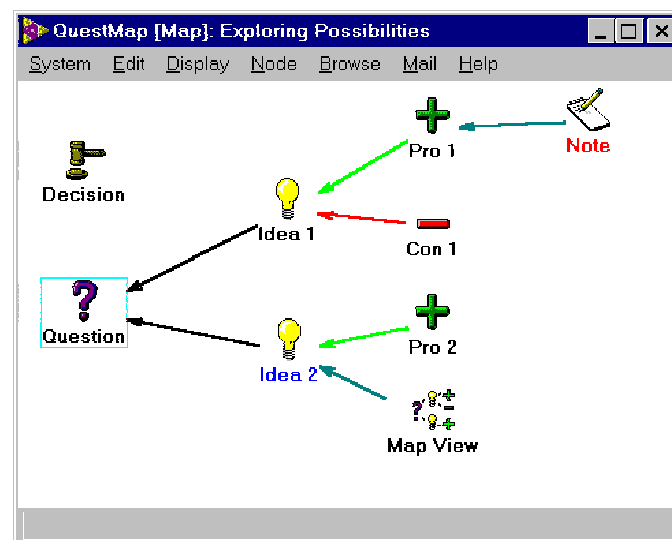 QuestMap [Map]: Exploring Possibilities
System Edit Display Node Browse Mail Help
Pro 1
Note
Decision
Idea 1
Con 1
Question
Pro 2
Idea 2
Map View